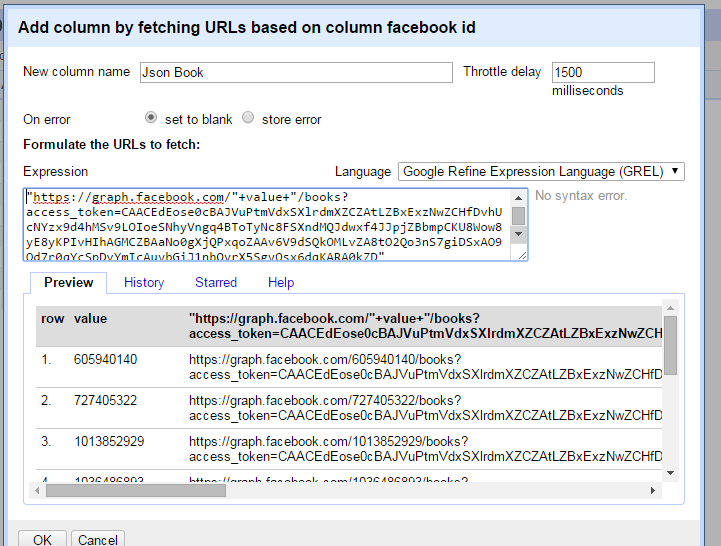 Add column by fetching URLs based on column facebook id
New column name Json Book Throttle delay 1500
milliseconds
On error set to blank store error
Formulate the URLs to fetch:
Expression Language Google Refine Expression Language (GREL)
"https://graph.facebook.com/"+value+"/books? No syntax error.
access_token=CAACEdEose0cBAJVuPtmVdxSXlrdmXZCZAtLZBxExzNwZCHfDvhU
cNYzx9d4hMSv9LOIoeSNhyVngq4BToTyNc8FSXndMQJdwxf4JJpjZBbmpCKU8Wow8
yE8yKPIvHIhAGMCZBAaNo0gXjQPxqoZAAv6V9dSQkOMLvZA8tO2Qo3nS7giDSxAO9
Preview History Starred Help
row value "https://graph.facebook.com/"+value+"/books?
access_token=CAACEdEose0cBAJVuPtmVdxSXlrdmXZCZAtLZBxExzNwZCH
1. 605940140 https://graph.facebook.com/605940140/books?
access_token=CAACEdEose0cBAJVuPtmVdxSXlrdmXZCZAtLZBxExzNwZCHfD
2. 727405322 https://graph.facebook.com/727405322/books?
access_token=CAACEdEose0cBAJVuPtmVdxSXlrdmXZCZAtLZBxExzNwZCHfD
3. 1013852929 https://graph.facebook.com/1013852929/books?
access_token=CAACEdEose0cBAJVuPtmVdxSXlrdmXZCZAtLZBxExzNwZCHfD
4. 1036486893 https://graph.facebook.com/1036486893/books?
OK Cancel